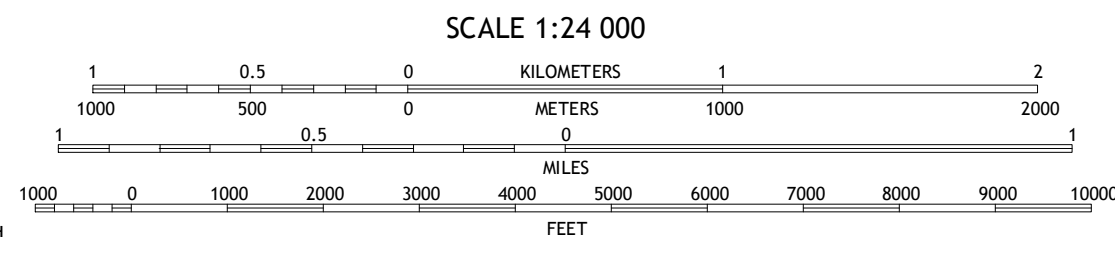 SCALE 1:24 000
1 0.5 0 KILOMETERS 1 2
1000 500 0 METERS 1000 2000
1 0.5 0 1
MILES
1000 0 1000 2000 3000 4000 5000 6000 7000 8000 9000 10000
FEET
H